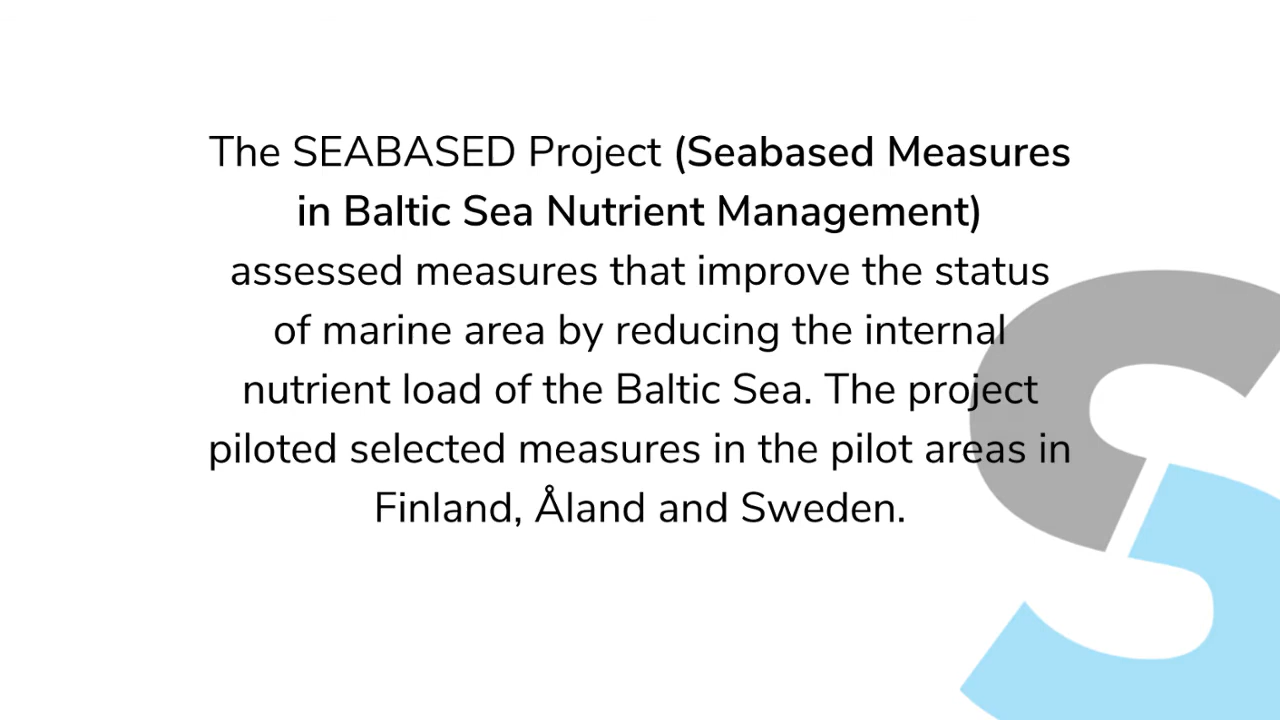 The SEABASED Project (Seabased Measures
in Baltic Sea Nutrient Management)
assessed measures that improve the status
of marine area by reducing the internal
nutrient load of the Baltic Sea. The project
piloted selected measures in the pilot areas in
Finland, Åland and Sweden.